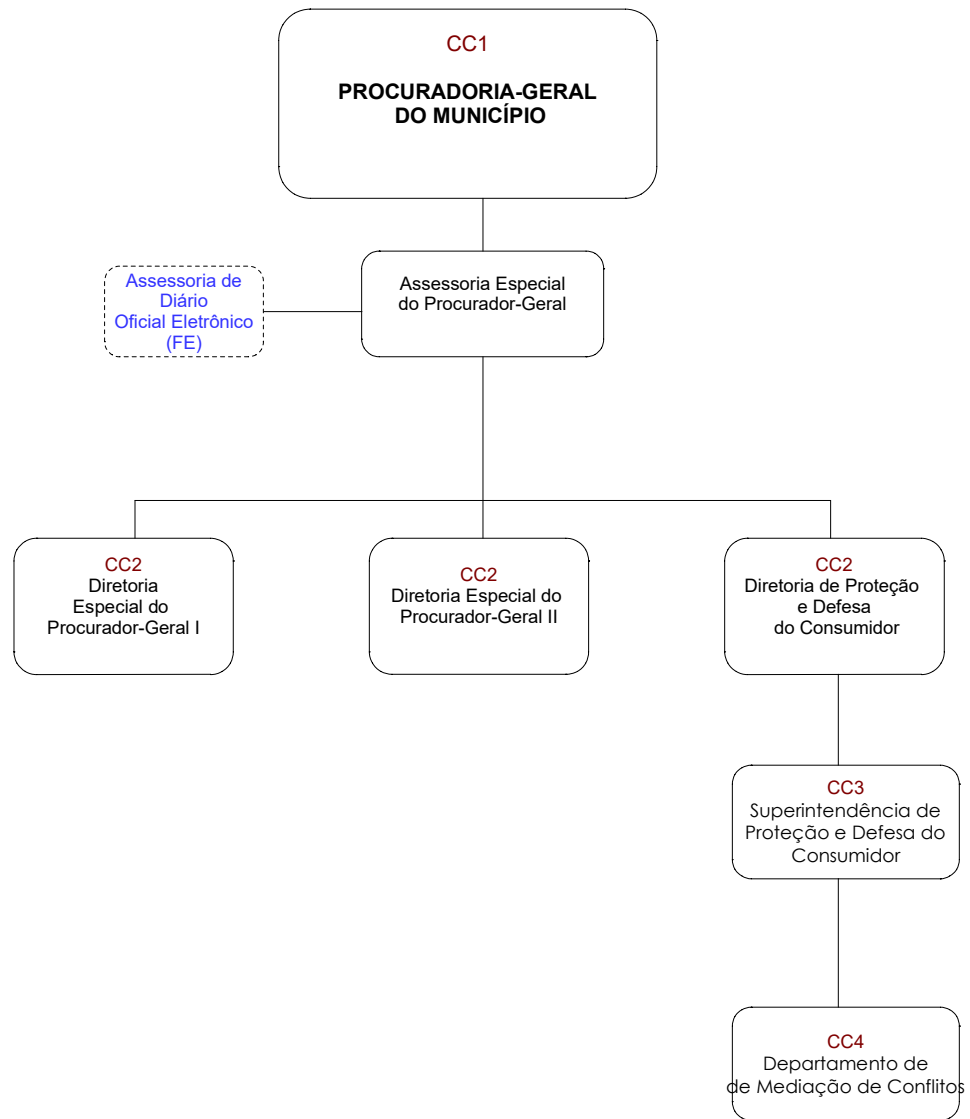 CC1
PROCURADORIA-GERAL
DO MUNICÍPIO
Assessoria de
Diário
Oficial Eletrônico
(FE)
Assessoria Especial
do Procurador-Geral
CC2
Diretoria
Especial do
Procurador-Geral I
CC2
Diretoria Especial do
Procurador-Geral II
CC2
Diretoria de Proteção
e Defesa
do Consumidor
CC3
Superintendência de
Proteção e Defesa do
Consumidor
CC4
Departamento de
de Mediação de Conflitos